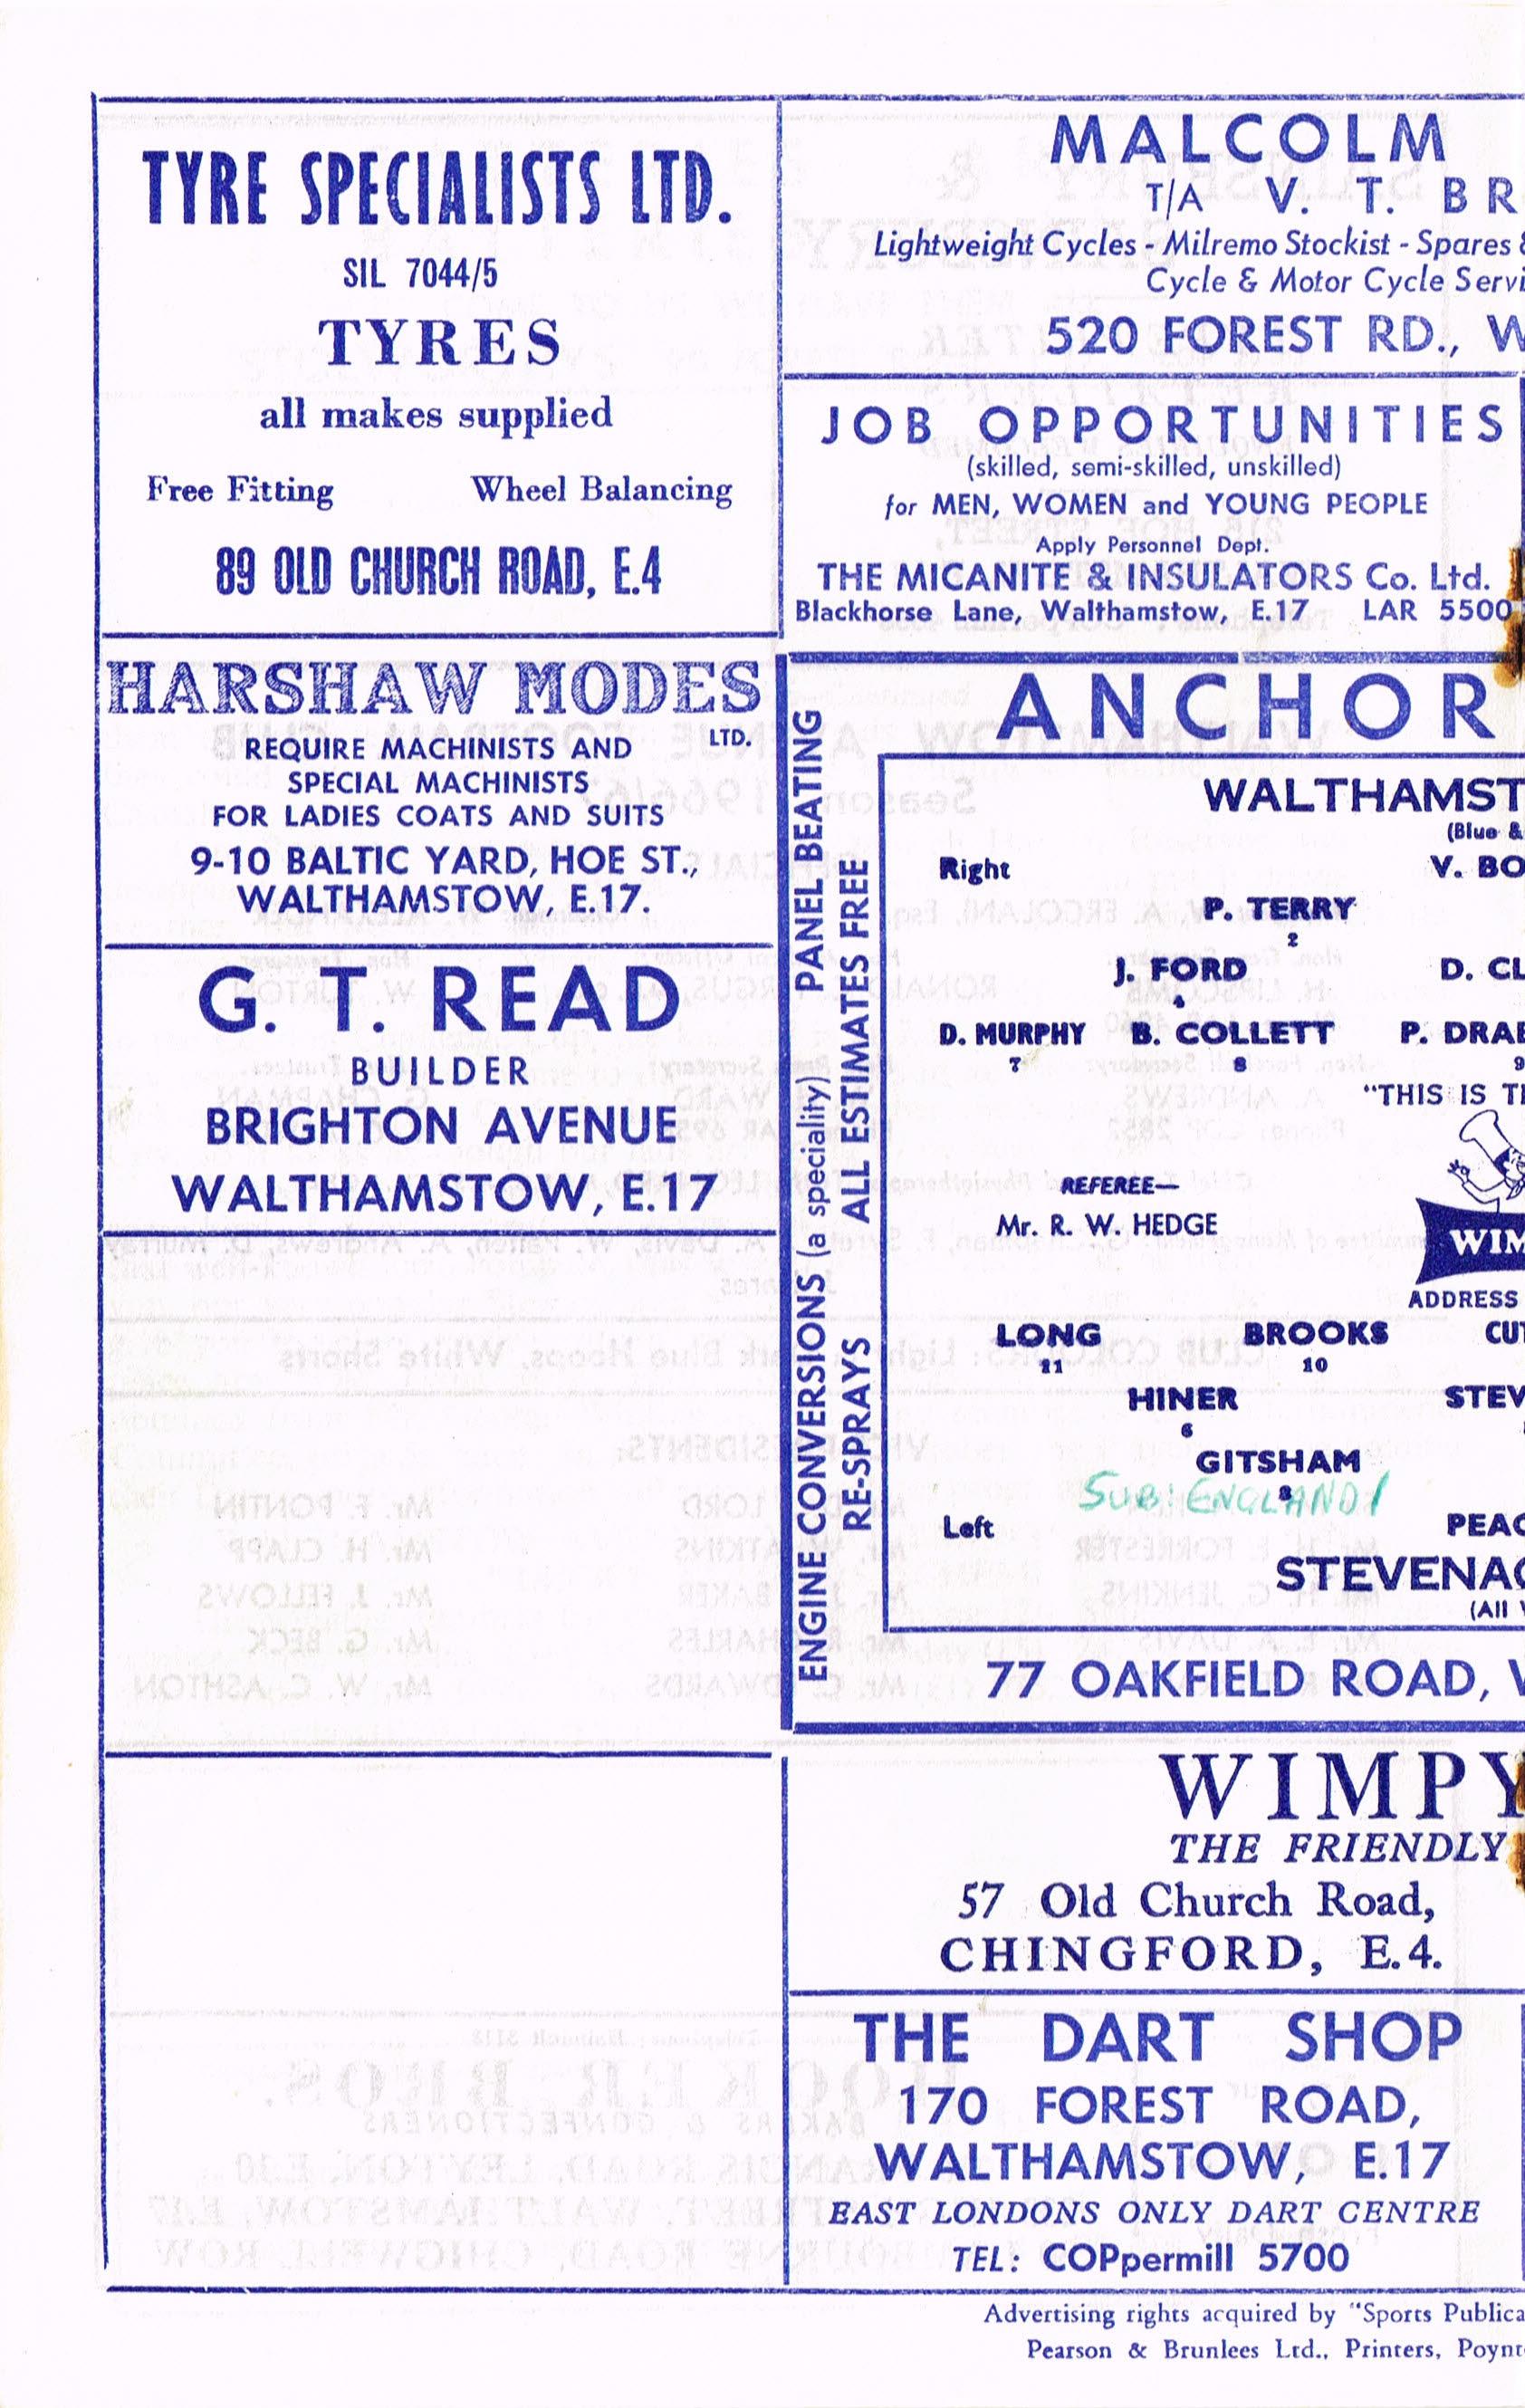 TYRE SPECIALISTS LTD.
SIL 7044/5
TYRES
all makes supplied
Free Fitting Wheel Balancing
89 OLD CHURCH ROAD, E.4
HARSHAW MODES
LTD.
REQUIRE MACHINISTS AND
SPECIAL MACHINISTS
FOR LADIES COATS AND SUITS
9-10 BALTIC YARD, HOE ST.,
WALTHAMSTOW, E.17.
G. T. READ
BUILDER
BRIGHTON AVENUE
WALTHAMSTOW, E.17
MALCOLM
T/A V. T. BR
Lightweight Cycles - Milremo Stockist - Spares &
Cycle & Motor Cycle Servi
520 FOREST RD., W
JOB OPPORTUNITIES
(skilled, semi-skilled, unskilled)
for MEN, WOMEN and YOUNG PEOPLE
Apply Personnel Dept.
THE MICANITE & INSULATORS Co. Ltd.
Blackhorse Lane, Walthamstow, E.17 LAR 5500
ANCHOR
ENGINE CONVERSIONS (a speciality) PANEL BEATING
RE-SPRAYS ALL ESTIMATES FREE
WALTHAMST
(Blue &
Right V. BO
P. TERRY
2
J. FORD D. CL
4
D. MURPHY B. COLLETT P. DRAB
7 8 9
"THIS IS TH
REFEREE—
Mr. R. W. HEDGE
WIM
ADDRESS
LONG BROOKS CUT
11 10
HINER STEV
6
GITSHAM
3
SUB: ENGLAND 1
Left PEAC
STEVENAG
(All W
77 OAKFIELD ROAD, W
WIMPY
THE FRIENDLY
57 Old Church Road,
CHINGFORD, E.4.
THE DART SHOP
170 FOREST ROAD,
WALTHAMSTOW, E.17
EAST LONDONS ONLY DART CENTRE
TEL: COPpermill 5700
Advertising rights acquired by "Sports Publica
Pearson & Brunlees Ltd., Printers, Poynt